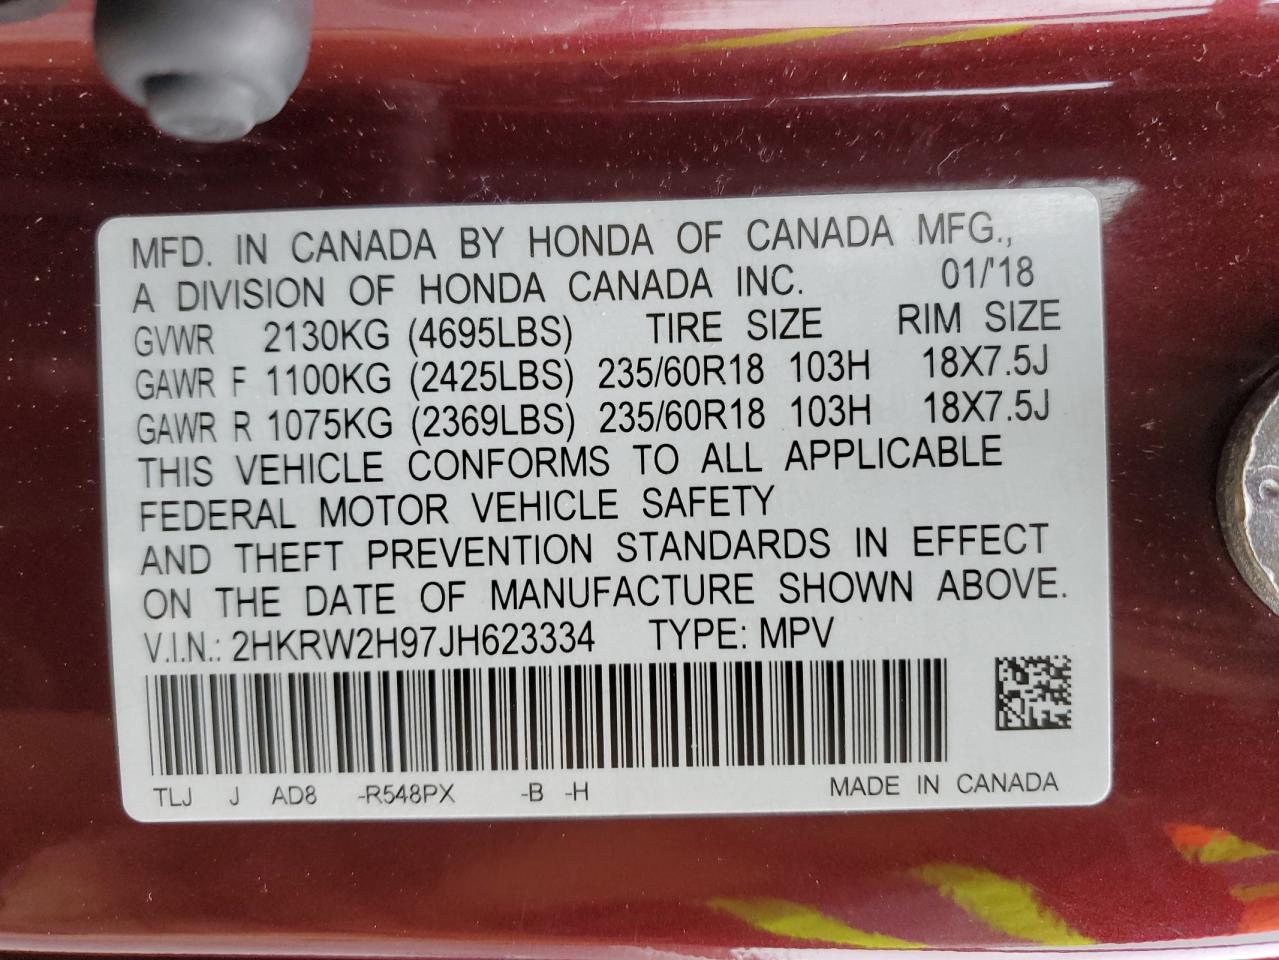 MFD. IN CANADA BY HONDA OF CANADA MFG.,
A DIVISION OF HONDA CANADA INC. 01/'18
GVWR 2130KG (4695LBS) TIRE SIZE RIM SIZE
GAWR F 1100KG (2425LBS) 235/60R18 103H 18X7.5J
GAWR R 1075KG (2369LBS) 235/60R18 103H 18X7.5J
THIS VEHICLE CONFORMS TO ALL APPLICABLE
FEDERAL MOTOR VEHICLE SAFETY
AND THEFT PREVENTION STANDARDS IN EFFECT
ON THE DATE OF MANUFACTURE SHOWN ABOVE.
V.I.N.: 2HKRW2H97JH623334 TYPE: MPV
TLJ J AD8 -R548PX -B -H MADE IN CANADA